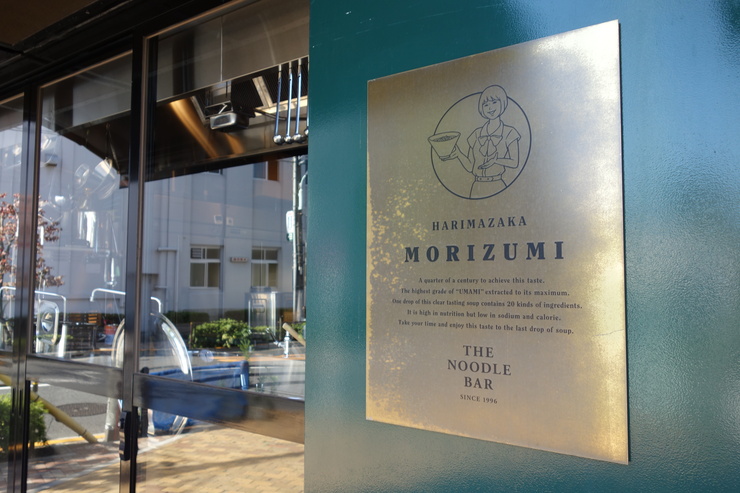 HARIMAZAKA
MORIZUMI
A quarter of a century to achieve this taste.
The highest grade of "UMAMI" extracted to its maximum.
One drop of this clear tasting soup contains 20 kinds of ingredients.
It is high in nutrition but low in sodium and calorie.
Take your time and enjoy this taste to the last drop of soup.
THE
NOODLE
BAR
SINCE 1996